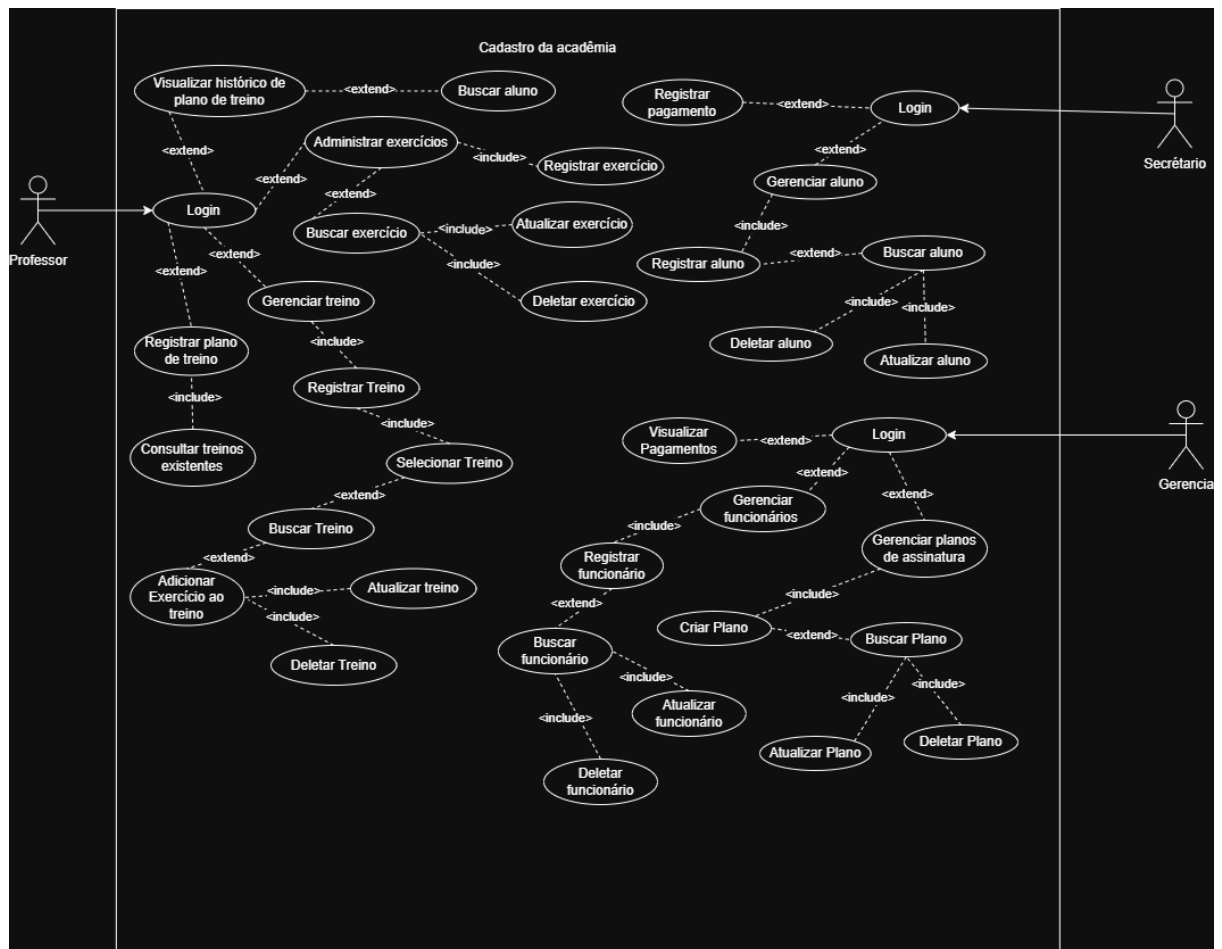 Cadastro da acadêmia
Visualizar histórico de
plano de treino
<extend>
Buscar aluno
<extend>
Administrar exercícios
<include>
Registrar exercício
<extend>
<extend>
Login
Professor
Buscar exercício
<include>
Atualizar exercício
<include>
Deletar exercício
<extend>
<extend>
Gerenciar treino
Registrar plano
de treino
<include>
<include>
Consultar treinos
existentes
Registrar Treino
<include>
Selecionar Treino
<extend>
Buscar Treino
<extend>
Adicionar
Exercício ao
treino
<include>
Atualizar treino
<include>
Deletar Treino
Registrar
pagamento
<extend>
Login
Secrétario
<extend>
Gerenciar aluno
<include>
Registrar aluno
<extend>
Buscar aluno
<include>
<include>
Deletar aluno
Atualizar aluno
Visualizar
Pagamentos
<extend>
Login
Gerencia
<extend>
<extend>
Gerenciar
funcionários
<include>
Registrar
funcionário
<extend>
Buscar
funcionário
<include>
Atualizar
funcionário
<include>
Deletar
funcionário
Gerenciar planos
de assinatura
<include>
Criar Plano
<extend>
Buscar Plano
<include>
<include>
Atualizar Plano
Deletar Plano